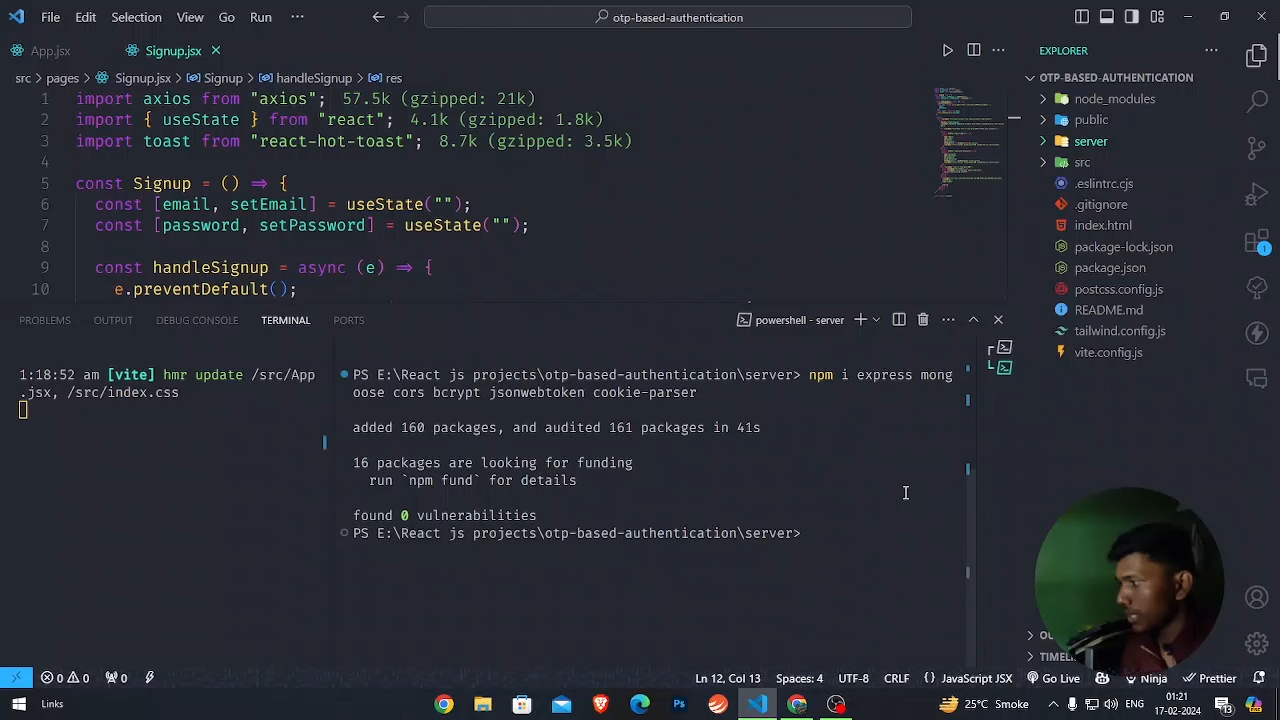 File Edit Selection View Go Run ···
otp-based-authentication
App.jsx
Signup.jsx
src > pages > Signup.jsx > Signup > handleSignup > res
1 import axios from "axios"; 57.5k (gzipped: 21k)
2 import { useState } from "react"; 4.1k (gzipped: 1.8k)
3 import toast from "react-hot-toast"; 8.7k (gzipped: 3.5k)
4
5 const Signup = () => {
6 const [email, setEmail] = useState("");
7 const [password, setPassword] = useState("");
8
9 const handleSignup = async (e) => {
10 e.preventDefault();
EXPLORER
OTP-BASED-AUTHENTICATION
node_modules
public
server
src
.eslintrc.cjs
.gitignore
index.html
package-lock.json
package.json
postcss.config.js
README.md
tailwind.config.js
vite.config.js
1
PROBLEMS OUTPUT DEBUG CONSOLE TERMINAL PORTS
powershell - server
1:18:52 am [vite] hmr update /src/App
.jsx, /src/index.css
PS E:\React js projects\otp-based-authentication\server> npm i express mong
oose cors bcrypt jsonwebtoken cookie-parser
added 160 packages, and audited 161 packages in 41s
16 packages are looking for funding
run `npm fund` for details
found 0 vulnerabilities
PS E:\React js projects\otp-based-authentication\server>
TIMEL
0 0 0
Ln 12, Col 13 UTF-8 CRLF {} JavaScript JSX Go Live Ninja Prettier
Links
Ps
25°C Smoke
ENG
01:21
17-02-2024